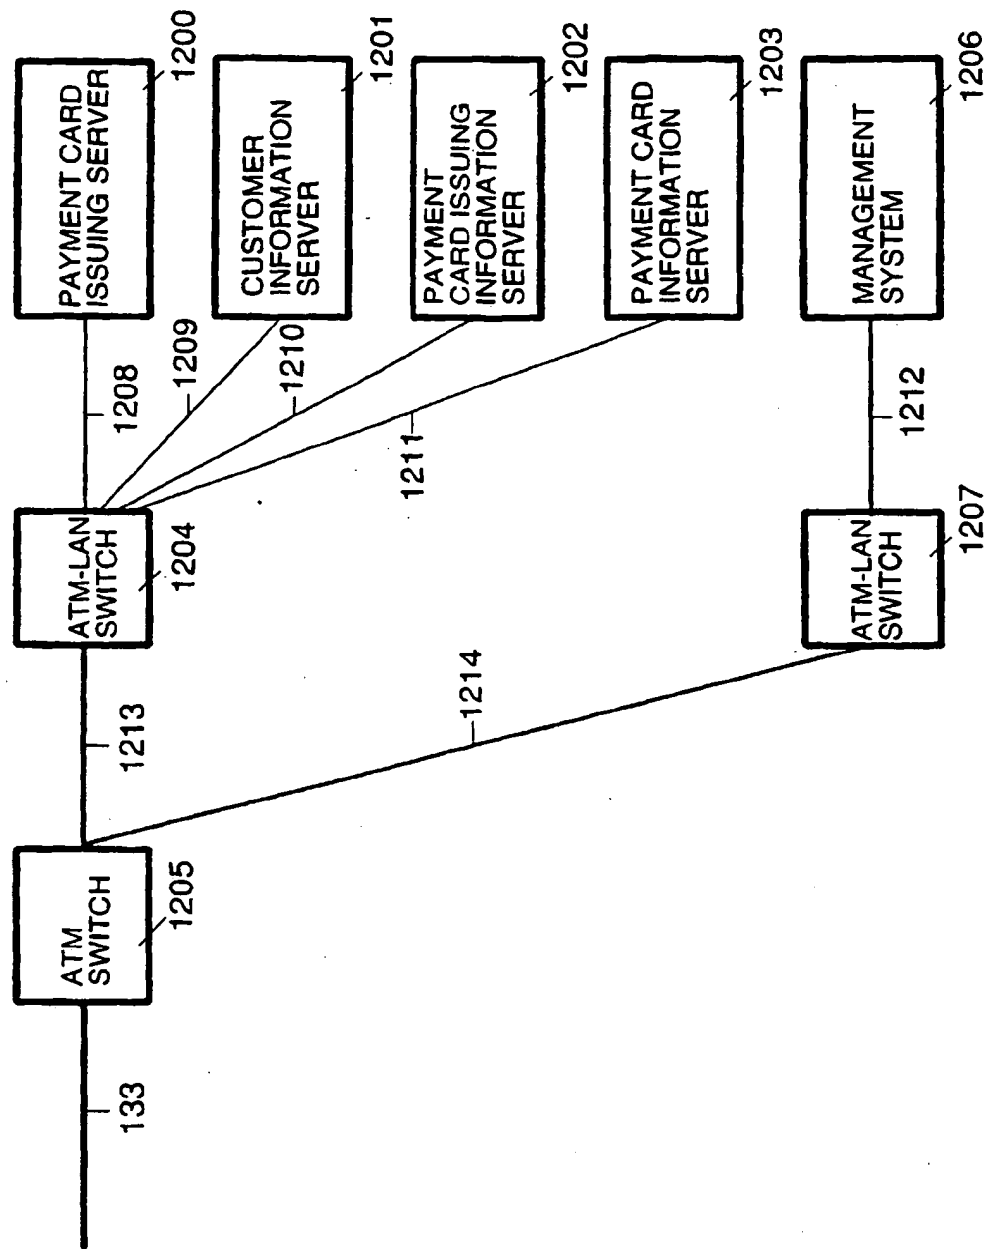 PAYMENT CARD
ISSUING SERVER
1200
CUSTOMER
INFORMATION
SERVER
1201
PAYMENT
CARD ISSUING
INFORMATION
SERVER
1202
PAYMENT CARD
INFORMATION
SERVER
1203
MANAGEMENT
SYSTEM
1206
1208
1209
1210
1211
1212
ATM-LAN
SWITCH
1204
ATM-LAN
SWITCH
1207
1213
1214
ATM
SWITCH
1205
133